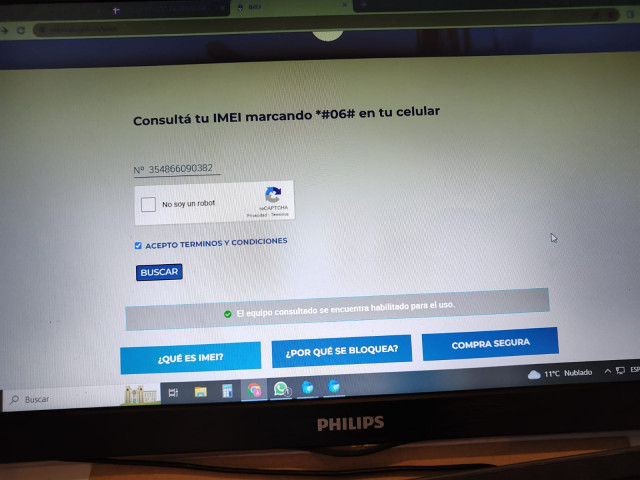 Consultá tu IMEI marcando *#06# en tu celular
Nº 354866090382
No soy un robot
reCAPTCHA
Privacidad - Términos
ACEPTO TERMINOS Y CONDICIONES
BUSCAR
El equipo consultado se encuentra habilitado para el uso.
¿QUÉ ES IMEI?
¿POR QUÉ SE BLOQUEA?
COMPRA SEGURA
Buscar
11°C Nublado
ESP
PHILIPS